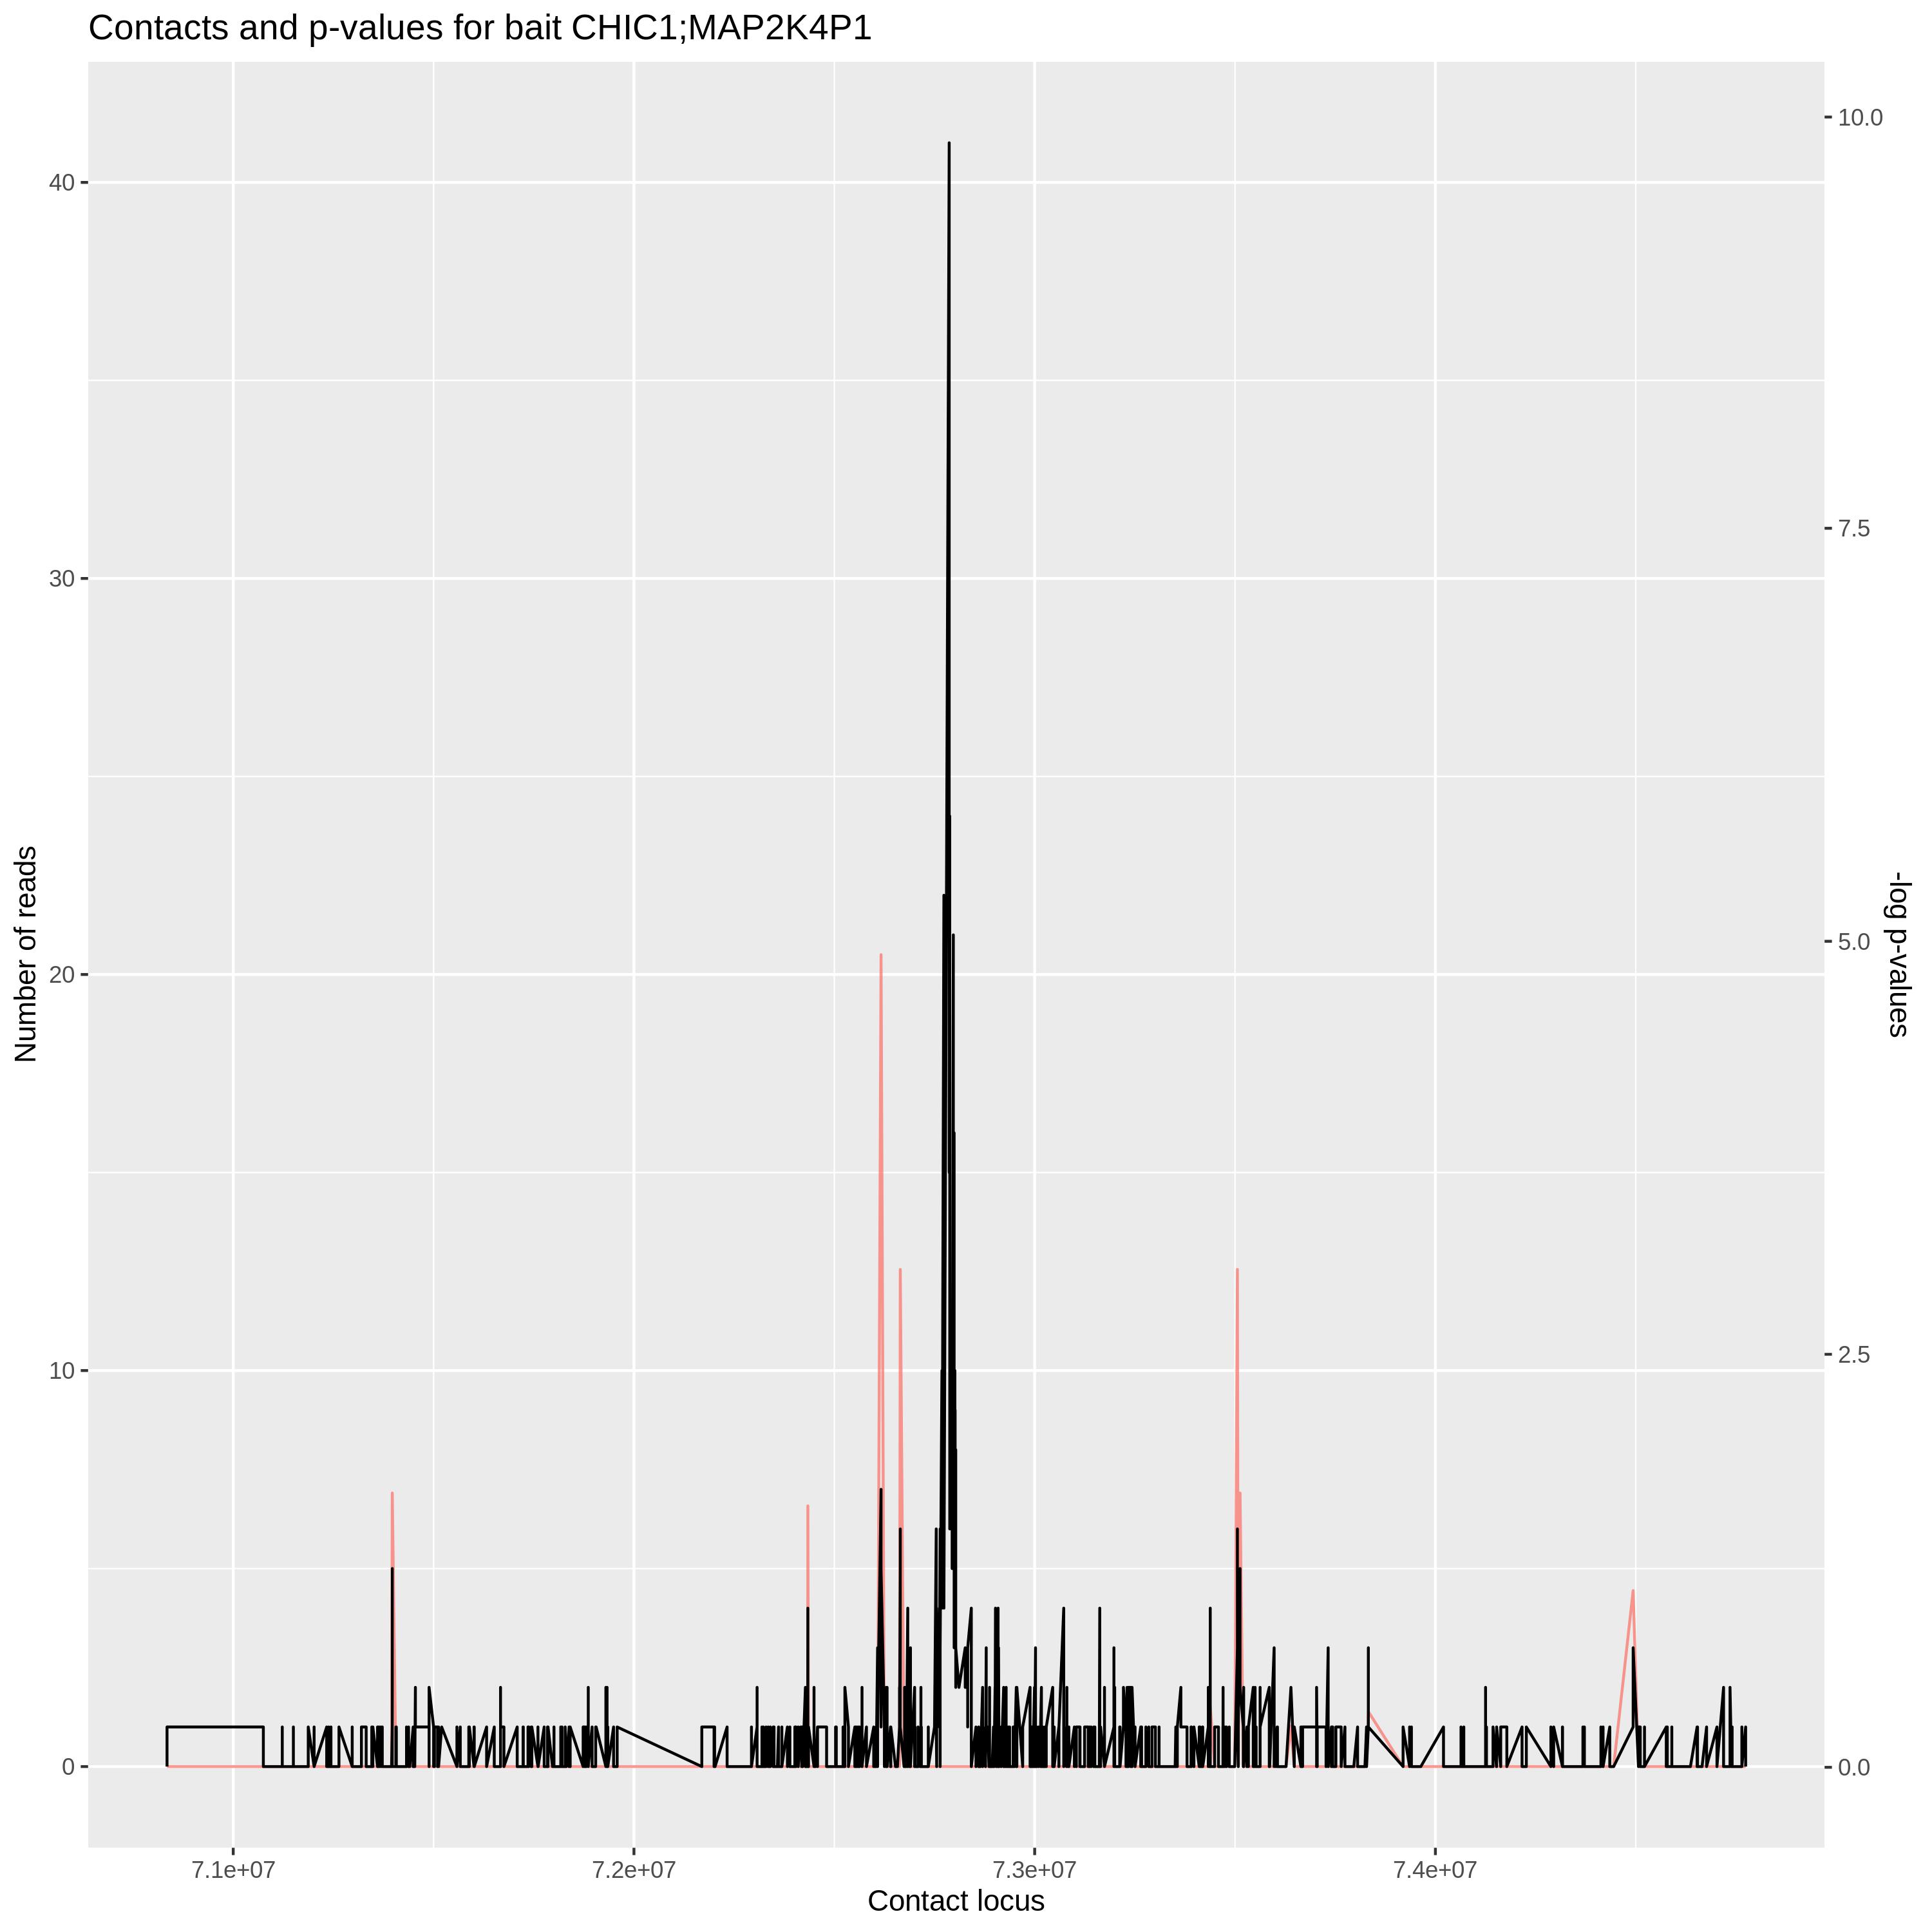 Contacts and p-values for bait CHIC1;MAP2K4P1
Number of reads
40
30
20
10
0
10.0
7.5
5.0
2.5
0.0
-log p-values
7.1e+07
7.2e+07
7.3e+07
7.4e+07
Contact locus